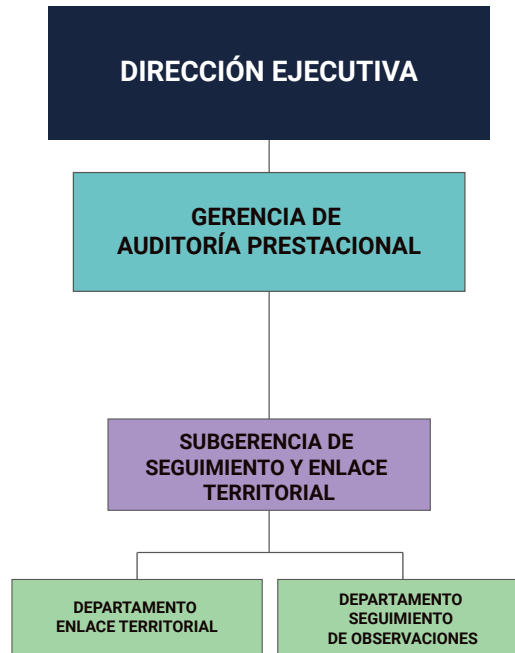 DIRECCIÓN EJECUTIVA
GERENCIA DE
AUDITORÍA PRESTACIONAL
SUBGERENCIA DE
SEGUIMIENTO Y ENLACE
TERRITORIAL
DEPARTAMENTO
ENLACE TERRITORIAL
DEPARTAMENTO
SEGUIMIENTO
DE OBSERVACIONES